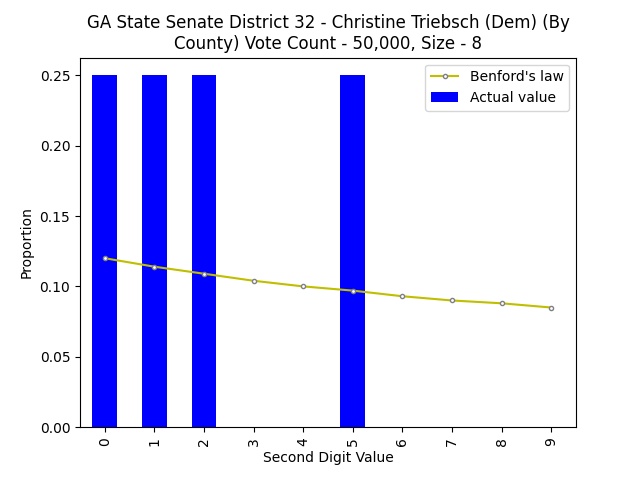 GA State Senate District 32 - Christine Triebsch (Dem) (By
County) Vote Count - 50,000, Size - 8
Benford's law
Actual value
0.25
0.20
0.15
0.10
0.05
0.00
Proportion
0 1 2 3 4 5 6 7 8 9
Second Digit Value